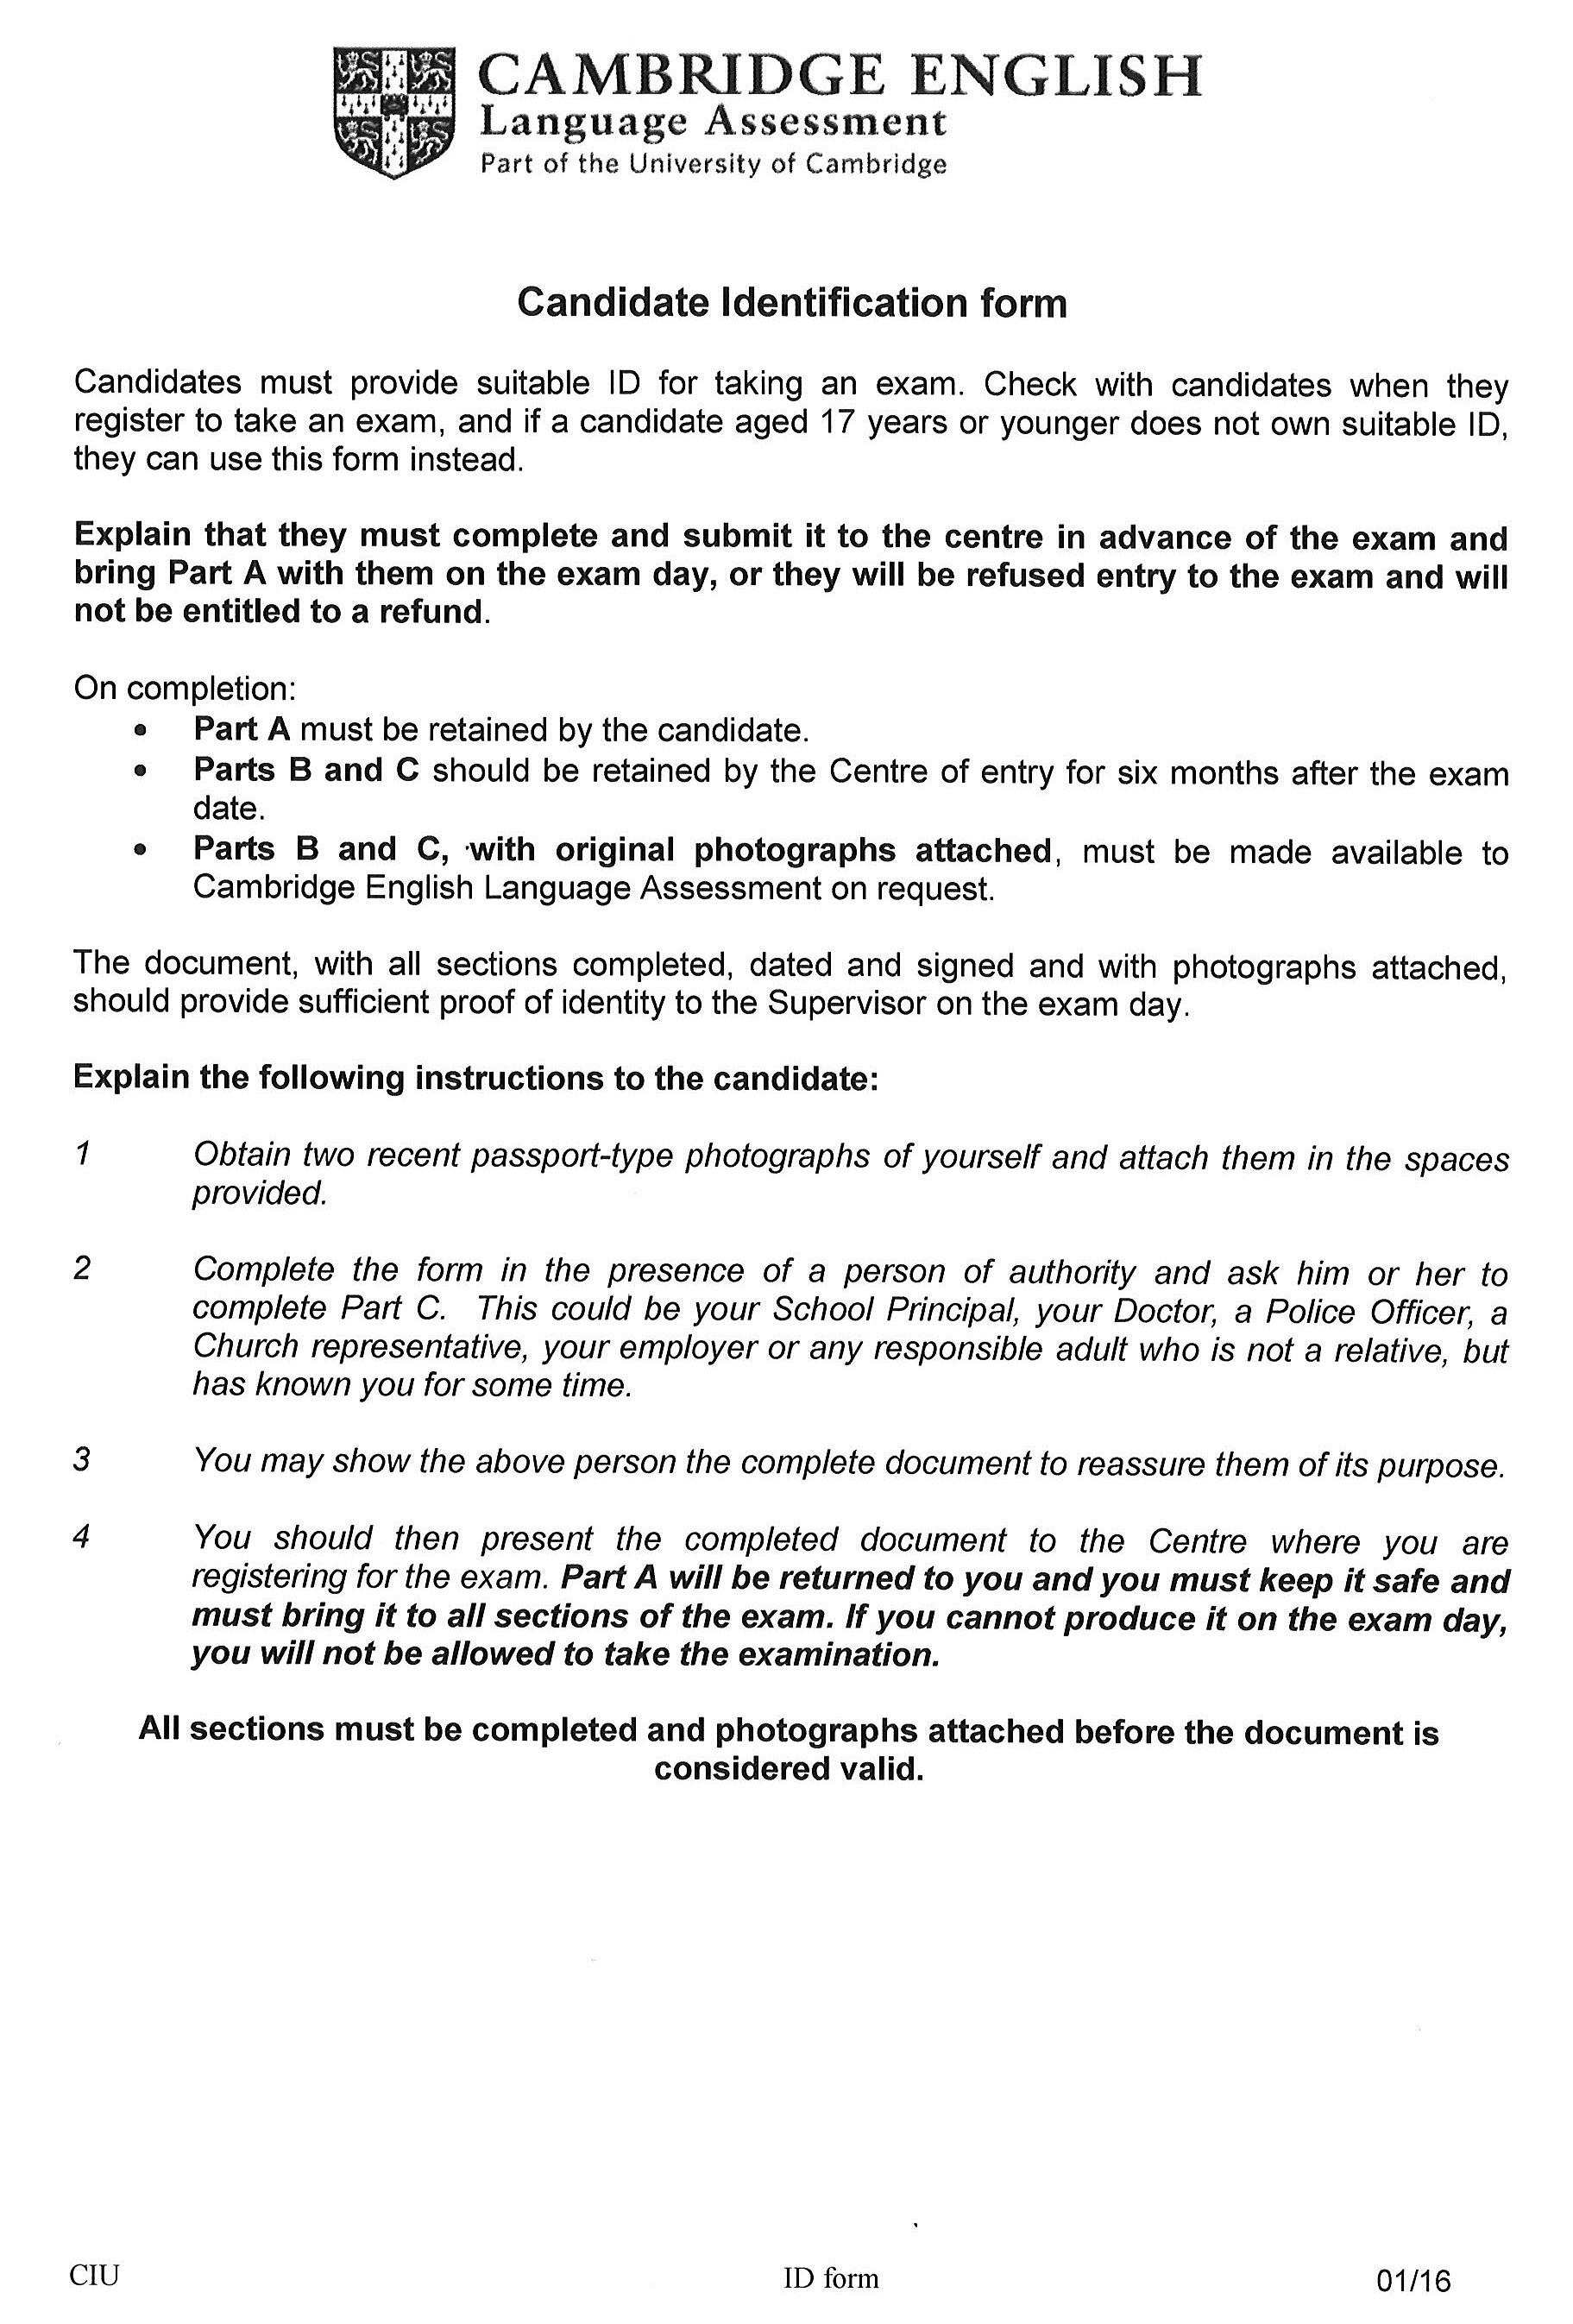 CAMBRIDGE ENGLISH
Language Assessment
Part of the University of Cambridge
Candidate Identification form
Candidates must provide suitable ID for taking an exam. Check with candidates when they
register to take an exam, and if a candidate aged 17 years or younger does not own suitable ID,
they can use this form instead.
Explain that they must complete and submit it to the centre in advance of the exam and
bring Part A with them on the exam day, or they will be refused entry to the exam and will
not be entitled to a refund.
On completion:
• Part A must be retained by the candidate.
• Parts B and C should be retained by the Centre of entry for six months after the exam
date.
• Parts B and C, with original photographs attached, must be made available to
Cambridge English Language Assessment on request.
The document, with all sections completed, dated and signed and with photographs attached,
should provide sufficient proof of identity to the Supervisor on the exam day.
Explain the following instructions to the candidate:
1 Obtain two recent passport-type photographs of yourself and attach them in the spaces
provided.
2 Complete the form in the presence of a person of authority and ask him or her to
complete Part C. This could be your School Principal, your Doctor, a Police Officer, a
Church representative, your employer or any responsible adult who is not a relative, but
has known you for some time.
3 You may show the above person the complete document to reassure them of its purpose.
4 You should then present the completed document to the Centre where you are
registering for the exam. Part A will be returned to you and you must keep it safe and
must bring it to all sections of the exam. If you cannot produce it on the exam day,
you will not be allowed to take the examination.
All sections must be completed and photographs attached before the document is
considered valid.
CIU ID form 01/16